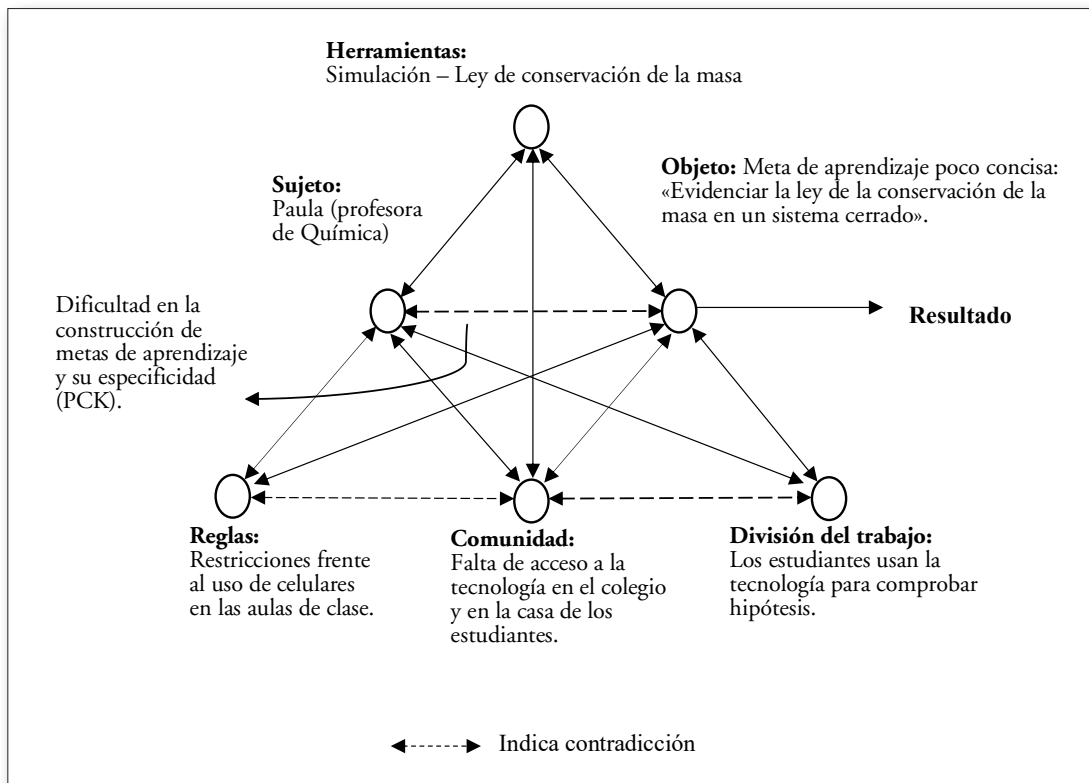 Herramientas:
Simulación – Ley de conservación de la masa
Objeto: Meta de aprendizaje poco concisa:
«Evidenciar la ley de la conservación de la
masa en un sistema cerrado».
Sujeto:
Paula (profesora
de Química)
Dificultad en la
construcción de
metas de aprendizaje
y su especificidad
(PCK).
Resultado
Reglas:
Restricciones frente
al uso de celulares
en las aulas de clase.
Comunidad:
Falta de acceso a la
tecnología en el colegio
y en la casa de los
estudiantes.
División del trabajo:
Los estudiantes usan la
tecnología para comprobar
hipótesis.
Indica contradicción